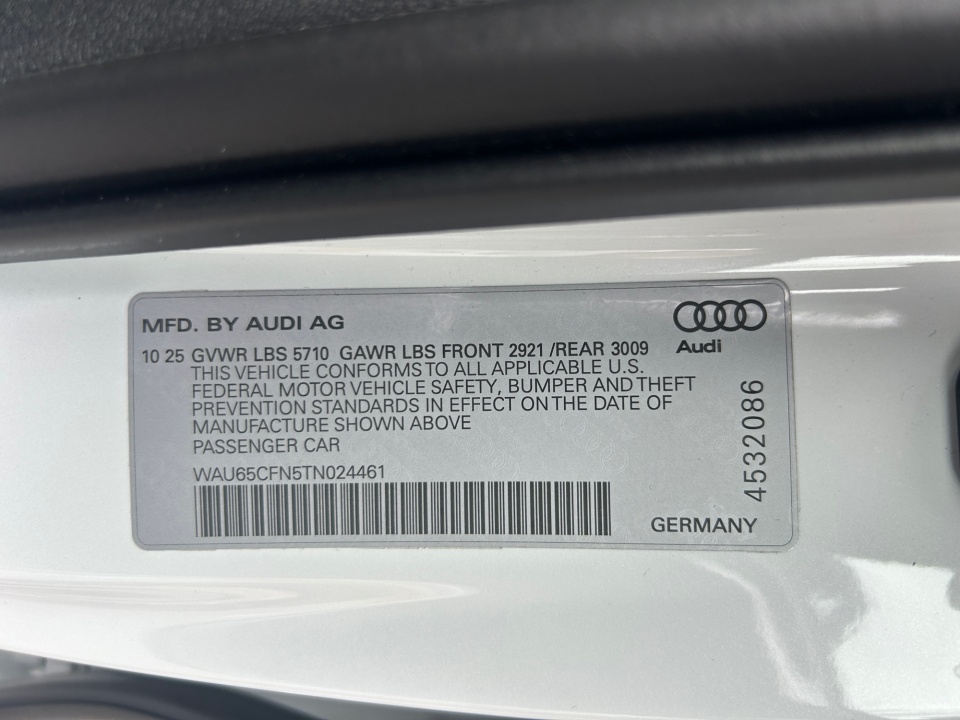 MFD. BY AUDI AG
Audi
10 25 GVWR LBS 5710 GAWR LBS FRONT 2921 /REAR 3009
THIS VEHICLE CONFORMS TO ALL APPLICABLE U.S.
FEDERAL MOTOR VEHICLE SAFETY, BUMPER AND THEFT
PREVENTION STANDARDS IN EFFECT ON THE DATE OF
MANUFACTURE SHOWN ABOVE
PASSENGER CAR
WAU65CFN5TN024461
4532086
GERMANY